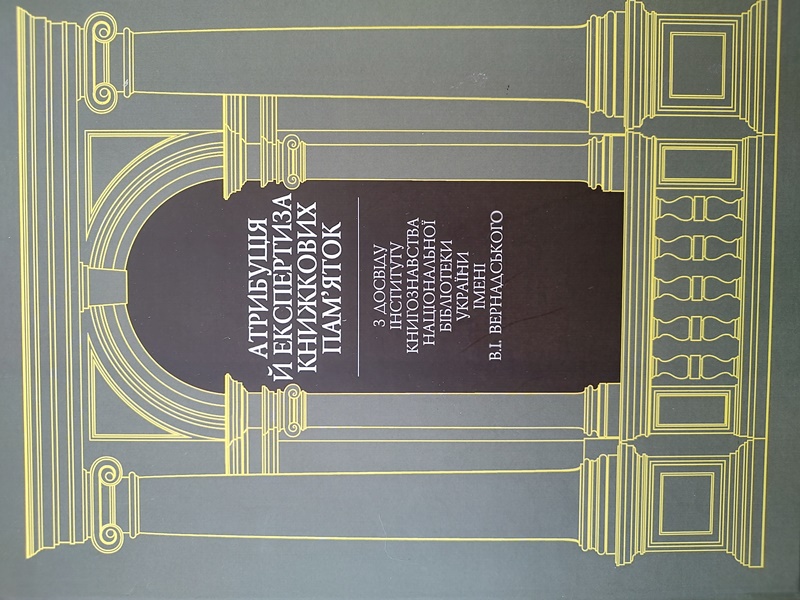 АТРИБУЦІЯ
Й ЕКСПЕРТИЗА
КНИЖКОВИХ
ПАМ'ЯТОК
З ДОСВІДУ
ІНСТИТУТУ
КНИГОЗНАВСТВА
НАЦІОНАЛЬНОЇ
БІБЛІОТЕКИ
УКРАЇНИ
ІМЕНІ
В.І. ВЕРНАДСЬКОГО